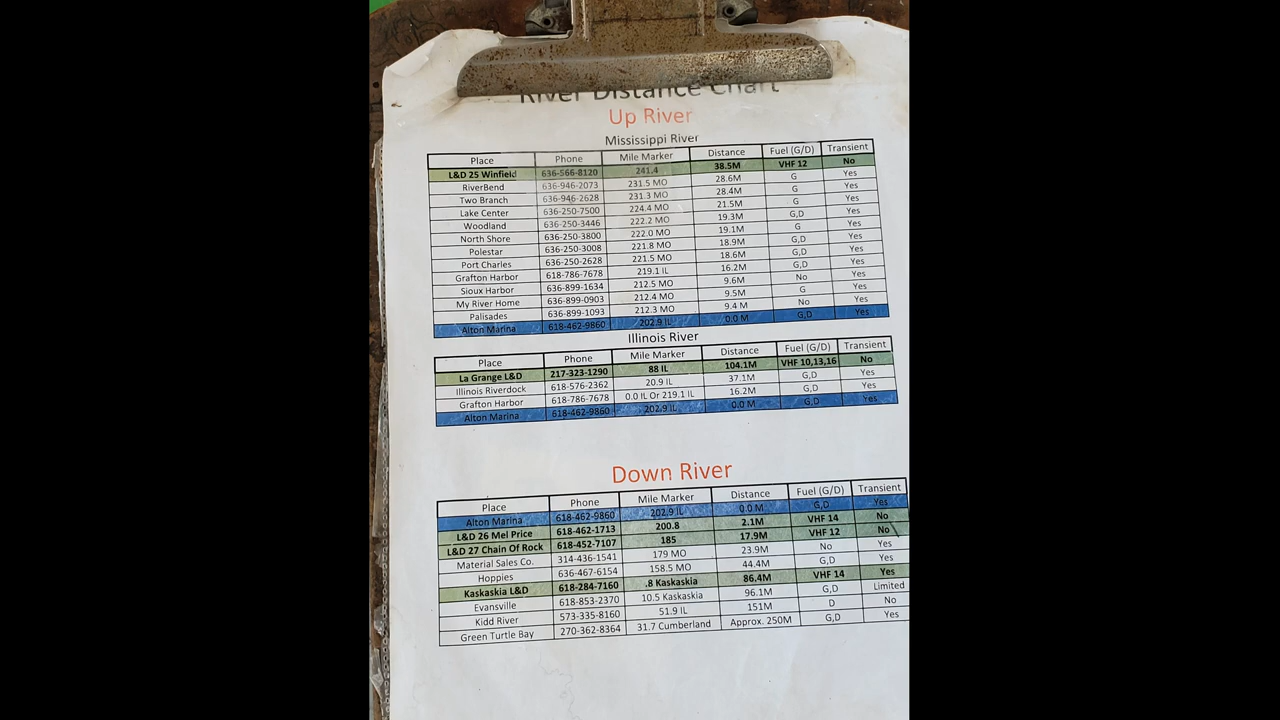 River Distance Chart
Up River
Mississippi River
Place Phone Mile Marker Distance Fuel (G/D) Transient
L&D 25 Winfield 636-566-8120 241.4 38.5M VHF 12 No
RiverBend 636-946-2073 231.5 MO 28.6M G Yes
Two Branch 636-946-2628 231.3 MO 28.4M G Yes
Lake Center 636-250-7500 224.4 MO 21.5M G Yes
Woodland 636-250-3446 222.2 MO 19.3M G,D Yes
North Shore 636-250-3800 222.0 MO 19.1M G Yes
Polestar 636-250-3008 221.8 MO 18.9M G,D Yes
Port Charles 636-250-2628 221.5 MO 18.6M G,D Yes
Grafton Harbor 618-786-7678 219.1 IL 16.2M G,D Yes
Sioux Harbor 636-899-1634 212.5 MO 9.6M No Yes
My River Home 636-899-0903 212.4 MO 9.5M G Yes
Palisades 636-899-1093 212.3 MO 9.4 M No Yes
Alton Marina 618-462-9860 202.9 IL 0.0 M G,D Yes
Illinois River
Place Phone Mile Marker Distance Fuel (G/D) Transient
La Grange L&D 217-323-1290 88 IL 104.1M VHF 10,13,16 No
Illinois Riverdock 618-576-2362 20.9 IL 37.1M G,D Yes
Grafton Harbor 618-786-7678 0.0 IL Or 219.1 IL 16.2M G,D Yes
Alton Marina 618-462-9860 202.9 IL 0.0 M G,D Yes
Down River
Place Phone Mile Marker Distance Fuel (G/D) Transient
Alton Marina 618-462-9860 202.9 IL 0.0 M G,D Yes
L&D 26 Mel Price 618-462-1713 200.8 2.1M VHF 14 No
L&D 27 Chain Of Rock 618-452-7107 185 17.9M VHF 12 No
Material Sales Co. 314-436-1541 179 MO 23.9M No Yes
Hoppies 636-467-6154 158.5 MO 44.4M G,D Yes
Kaskaskia L&D 618-284-7160 .8 Kaskaskia 86.4M VHF 14 Yes
Evansville 618-853-2370 10.5 Kaskaskia 96.1M G,D Limited
Kidd River 573-335-8160 51.9 IL 151M D No
Green Turtle Bay 270-362-8364 31.7 Cumberland Approx. 250M G,D Yes